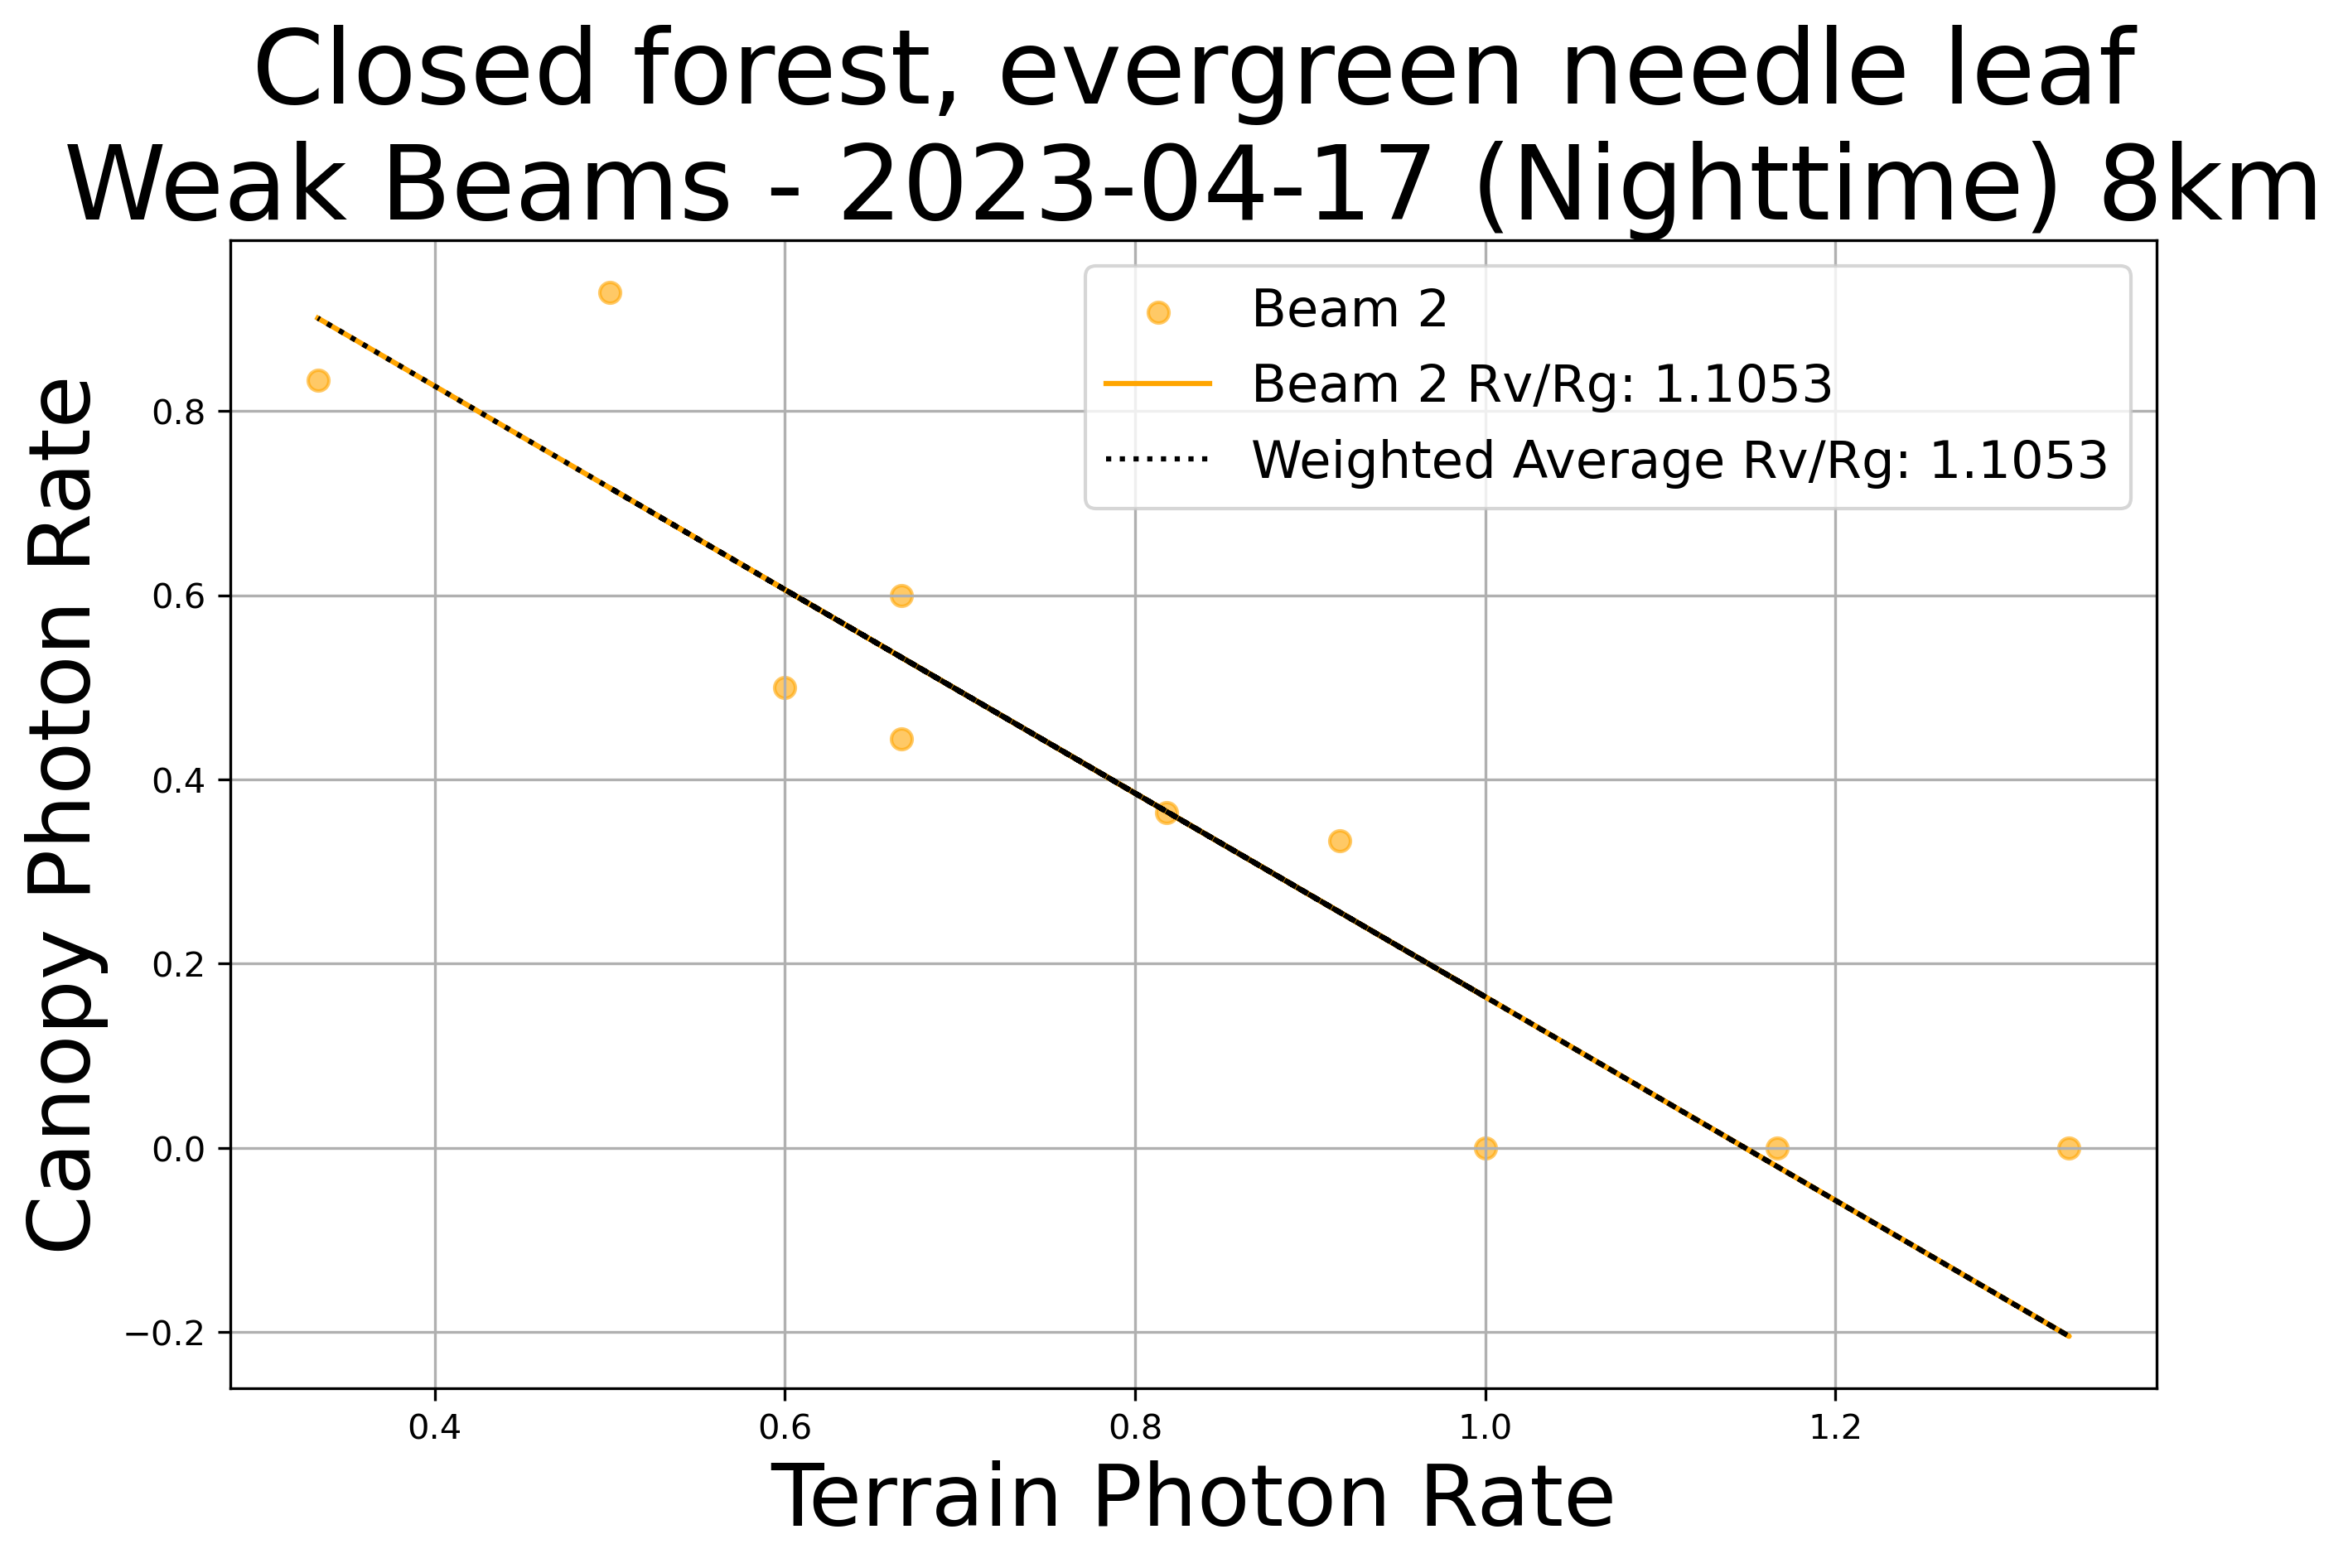 Closed forest, evergreen needle leaf
Weak Beams - 2023-04-17 (Nighttime) 8km
Beam 2
Beam 2 Rv/Rg: 1.1053
Weighted Average Rv/Rg: 1.1053
Canopy Photon Rate
0.8
0.6
0.4
0.2
0.0
−0.2
0.4 0.6 0.8 1.0 1.2
Terrain Photon Rate